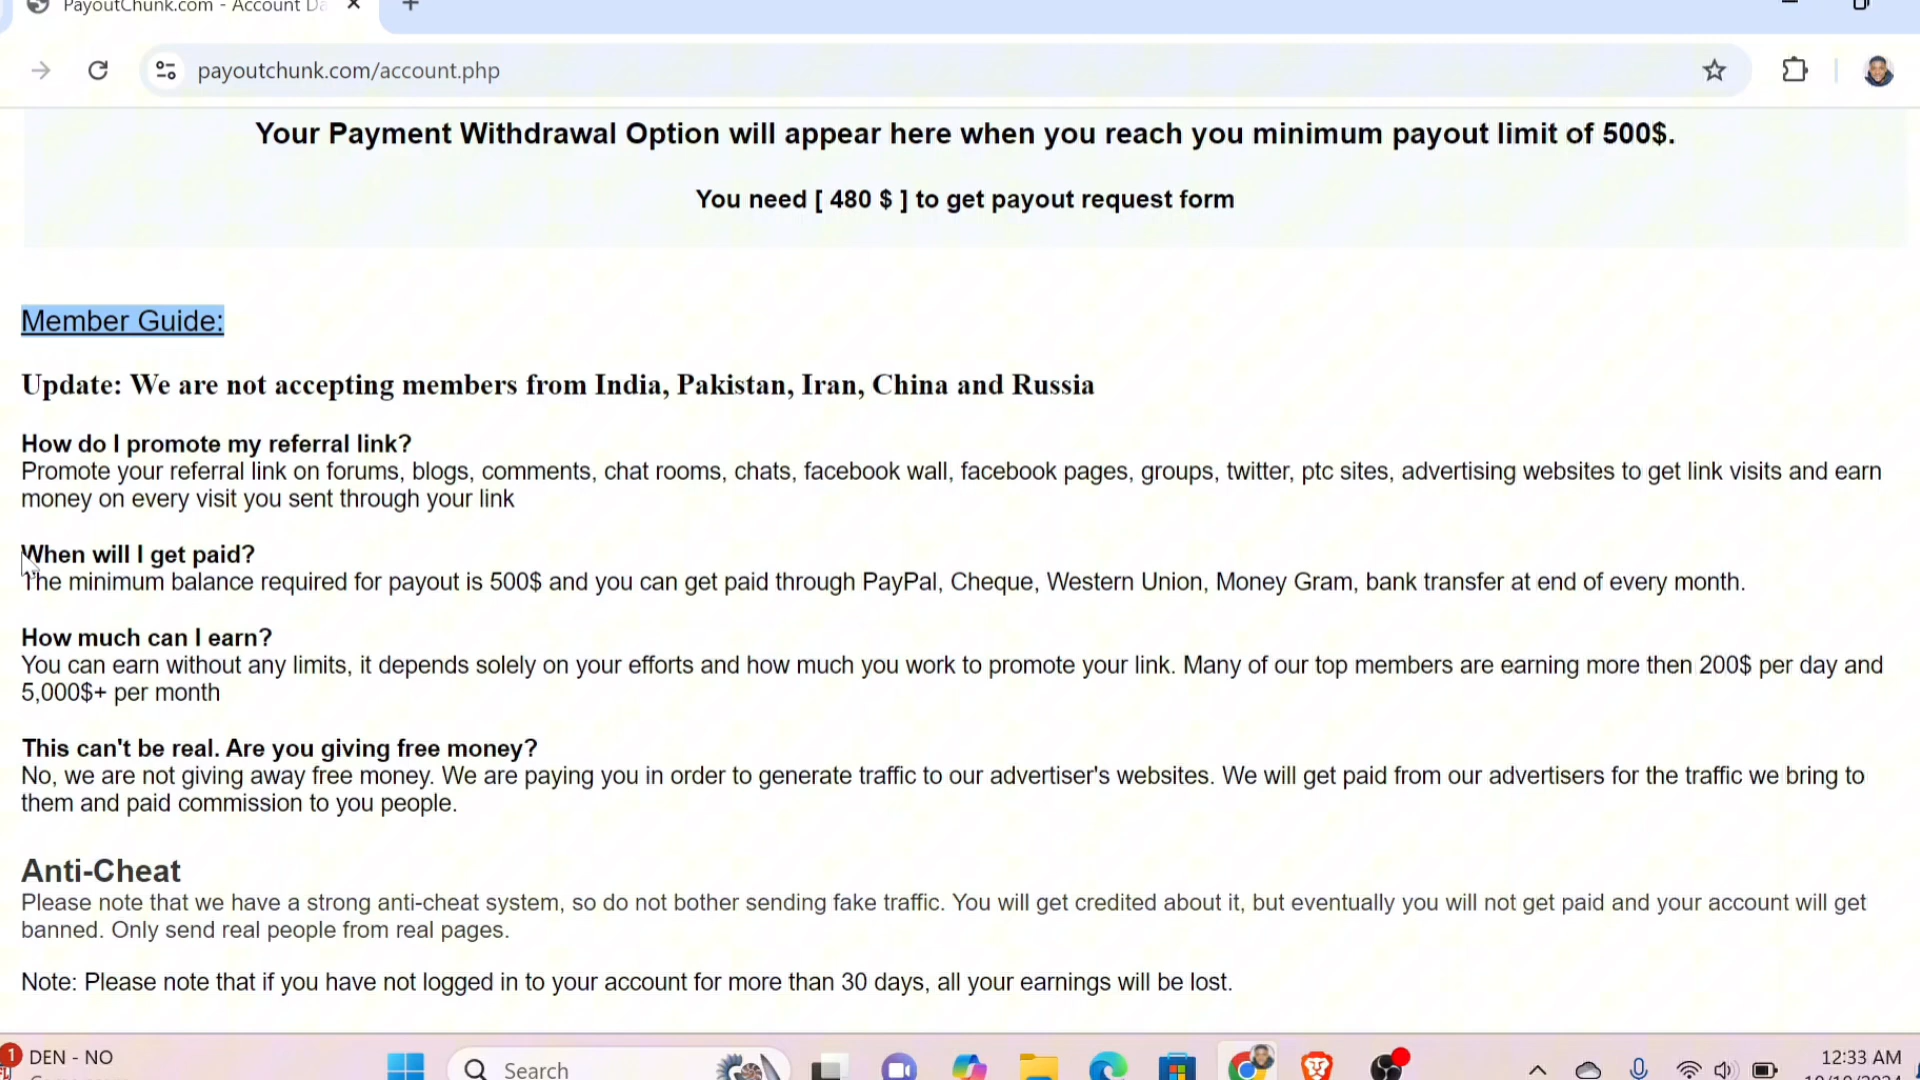 PayoutChunk.com - Account Da
payoutchunk.com/account.php
Your Payment Withdrawal Option will appear here when you reach you minimum payout limit of 500$.
You need [ 480 $ ] to get payout request form
Member Guide:
Update: We are not accepting members from India, Pakistan, Iran, China and Russia
How do I promote my referral link?
Promote your referral link on forums, blogs, comments, chat rooms, chats, facebook wall, facebook pages, groups, twitter, ptc sites, advertising websites to get link visits and earn
money on every visit you sent through your link
When will I get paid?
The minimum balance required for payout is 500$ and you can get paid through PayPal, Cheque, Western Union, Money Gram, bank transfer at end of every month.
How much can I earn?
You can earn without any limits, it depends solely on your efforts and how much you work to promote your link. Many of our top members are earning more then 200$ per day and
5,000$+ per month
This can't be real. Are you giving free money?
No, we are not giving away free money. We are paying you in order to generate traffic to our advertiser's websites. We will get paid from our advertisers for the traffic we bring to
them and paid commission to you people.
Anti-Cheat
Please note that we have a strong anti-cheat system, so do not bother sending fake traffic. You will get credited about it, but eventually you will not get paid and your account will get
banned. Only send real people from real pages.
Note: Please note that if you have not logged in to your account for more than 30 days, all your earnings will be lost.
1
DEN - NO
Search
12:33 AM